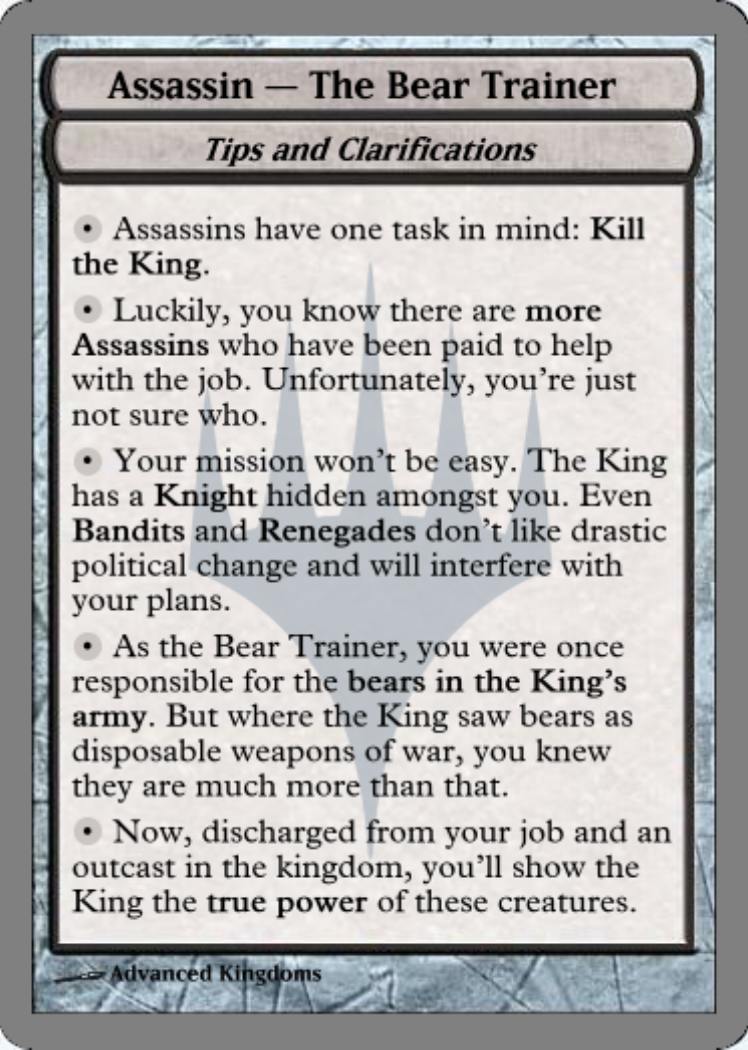 Assassin — The Bear Trainer
Tips and Clarifications
• Assassins have one task in mind: Kill
the King.
• Luckily, you know there are more
Assassins who have been paid to help
with the job. Unfortunately, you’re just
not sure who.
• Your mission won’t be easy. The King
has a Knight hidden amongst you. Even
Bandits and Renegades don’t like drastic
political change and will interfere with
your plans.
• As the Bear Trainer, you were once
responsible for the bears in the King’s
army. But where the King saw bears as
disposable weapons of war, you knew
they are much more than that.
• Now, discharged from your job and an
outcast in the kingdom, you’ll show the
King the true power of these creatures.
Advanced Kingdoms